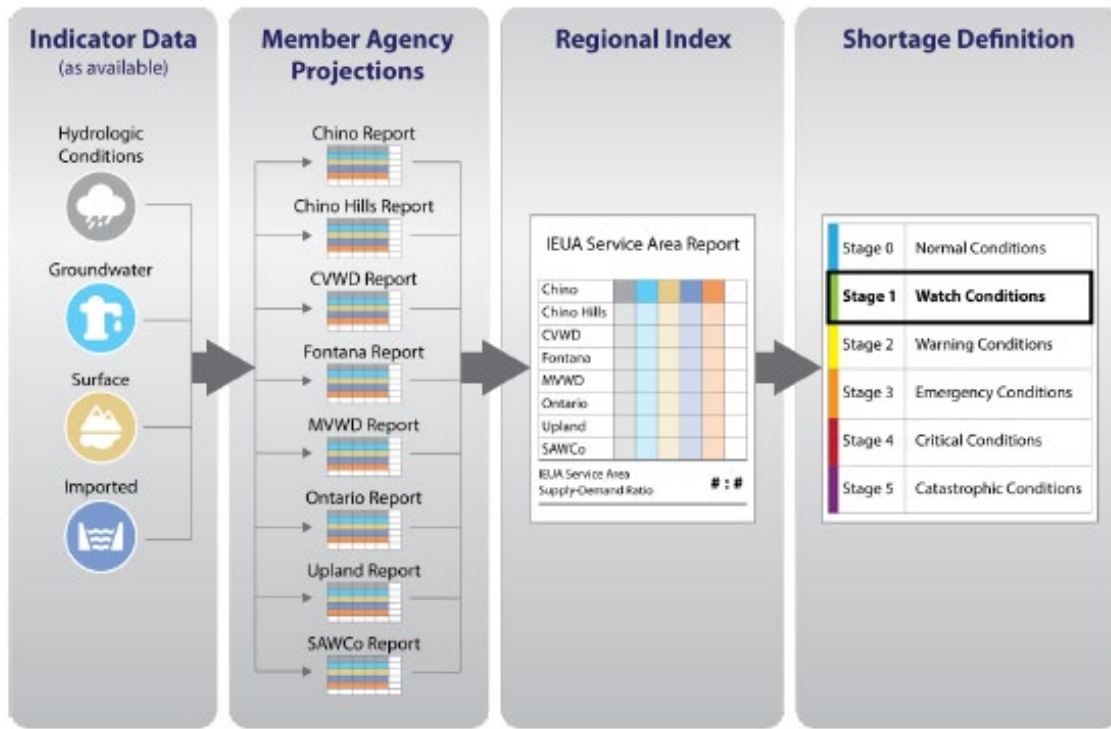 Indicator Data
(as available)
Hydrologic
Conditions
Groundwater
Surface
Imported
Member Agency
Projections
Chino Report
Chino Hills Report
CVWD Report
Fontana Report
MVWD Report
Ontario Report
Upland Report
SAWCo Report
Regional Index
IEUA Service Area Report
Chino
Chino Hills
CVWD
Fontana
MVWD
Ontario
Upland
SAWCo
IEUA Service Area
Supply-Demand Ratio
# : #
Shortage Definition
Stage 0 Normal Conditions
Stage 1 Watch Conditions
Stage 2 Warning Conditions
Stage 3 Emergency Conditions
Stage 4 Critical Conditions
Stage 5 Catastrophic Conditions